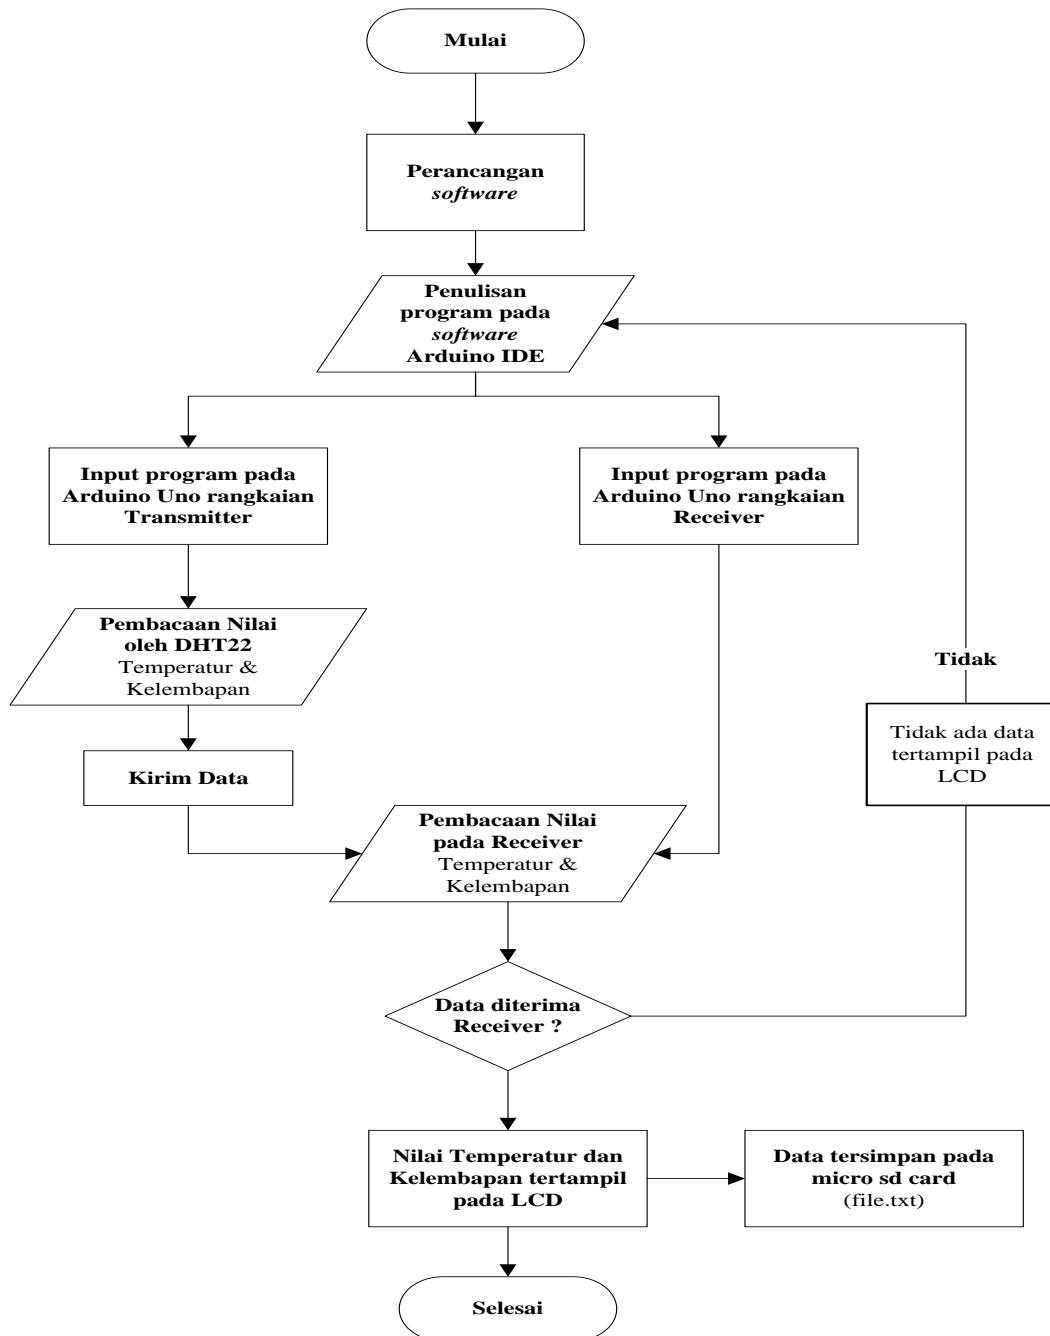 Mulai
Perancangan
software
Penulisan
program pada
software
Arduino IDE
Input program pada
Arduino Uno rangkaian
Transmitter
Input program pada
Arduino Uno rangkaian
Receiver
Pembacaan Nilai
oleh DHT22
Temperatur &
Kelembapan
Tidak
Tidak ada data
tertampil pada
LCD
Kirim Data
Pembacaan Nilai
pada Receiver
Temperatur &
Kelembapan
Data diterima
Receiver ?
Nilai Temperatur dan
Kelembapan tertampil
pada LCD
Data tersimpan pada
micro sd card
(file.txt)
Selesai